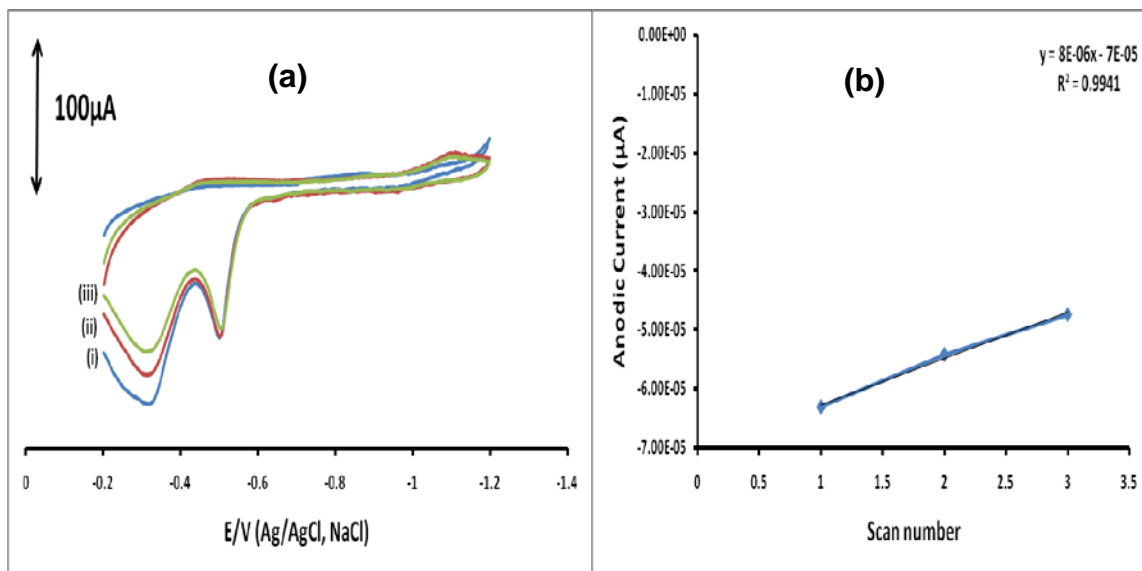 (a)
100µA
(iii)
(ii)
(i)
0 -0.2 -0.4 -0.6 -0.8 -1 -1.2 -1.4
E/V (Ag/AgCl, NaCl)
(b)
y = 8E-06x - 7E-05
R² = 0.9941
Anodic Current (µA)
0.00E+00
-1.00E-05
-2.00E-05
-3.00E-05
-4.00E-05
-5.00E-05
-6.00E-05
-7.00E-05
0 0.5 1 1.5 2 2.5 3 3.5
Scan number